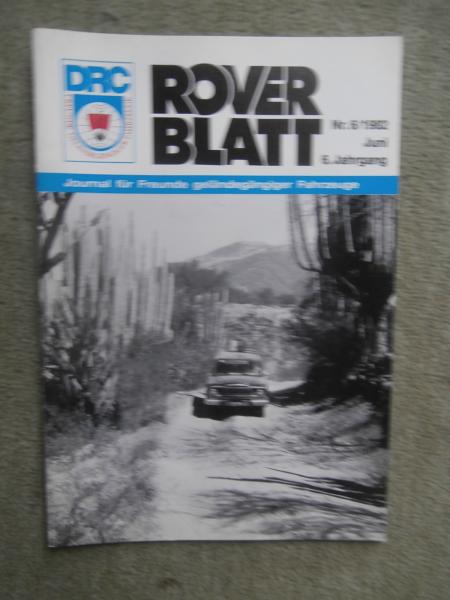 DRC
ROVER
BLATT
Nr. 6/1982
Juni
6. Jahrgang
Journal für Freunde geländegängiger Fahrzeuge